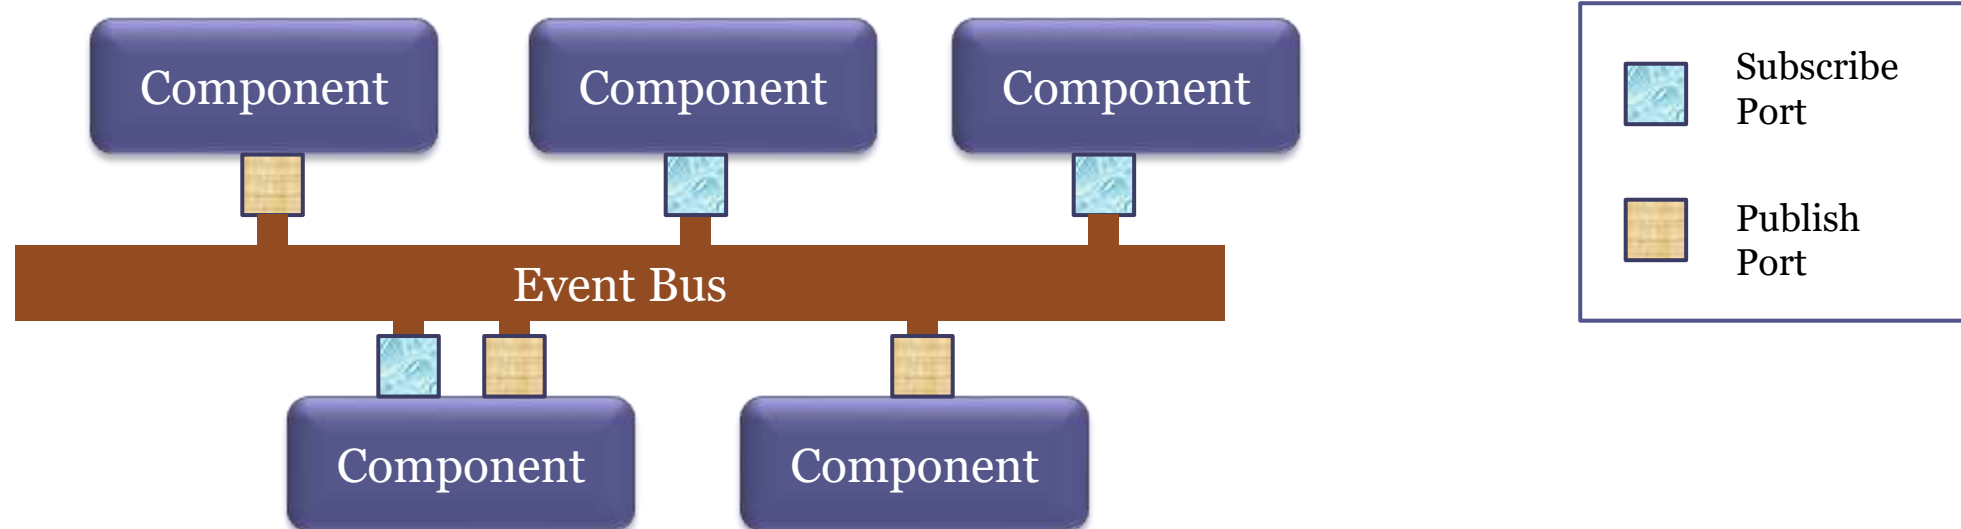 Component
Component
Component
Event Bus
Component
Component
Subscribe
Port
Publish
Port